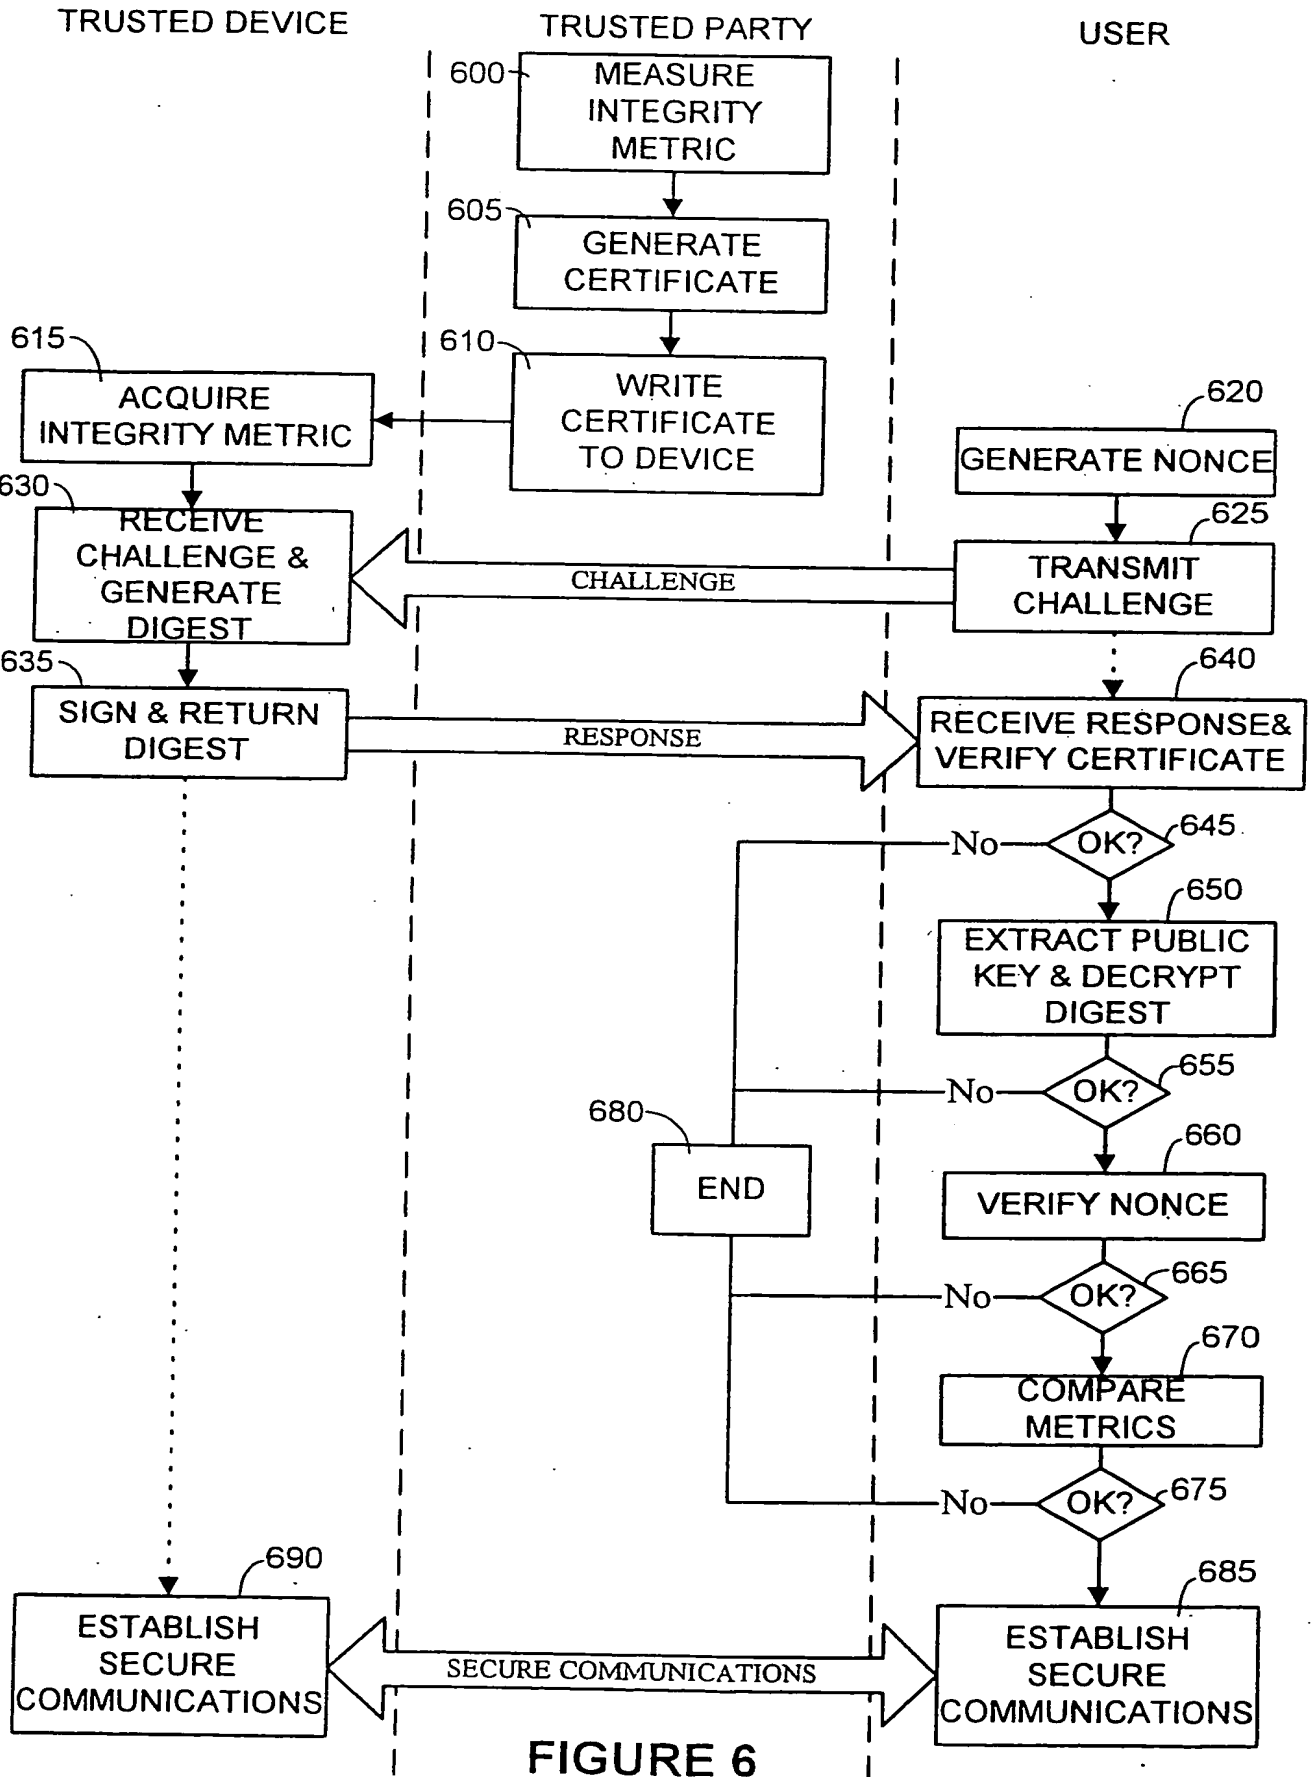 TRUSTED DEVICE
TRUSTED PARTY
USER
600
MEASURE
INTEGRITY
METRIC
605
GENERATE
CERTIFICATE
610
WRITE
CERTIFICATE
TO DEVICE
615
ACQUIRE
INTEGRITY METRIC
620
GENERATE NONCE
625
TRANSMIT
CHALLENGE
CHALLENGE
630
RECEIVE
CHALLENGE &
GENERATE
DIGEST
635
SIGN & RETURN
DIGEST
RESPONSE
640
RECEIVE RESPONSE&
VERIFY CERTIFICATE
645
OK?
No
650
EXTRACT PUBLIC
KEY & DECRYPT
DIGEST
655
OK?
No
680
END
660
VERIFY NONCE
665
OK?
No
670
COMPARE
METRICS
675
OK?
No
690
ESTABLISH
SECURE
COMMUNICATIONS
SECURE COMMUNICATIONS
685
ESTABLISH
SECURE
COMMUNICATIONS
FIGURE 6